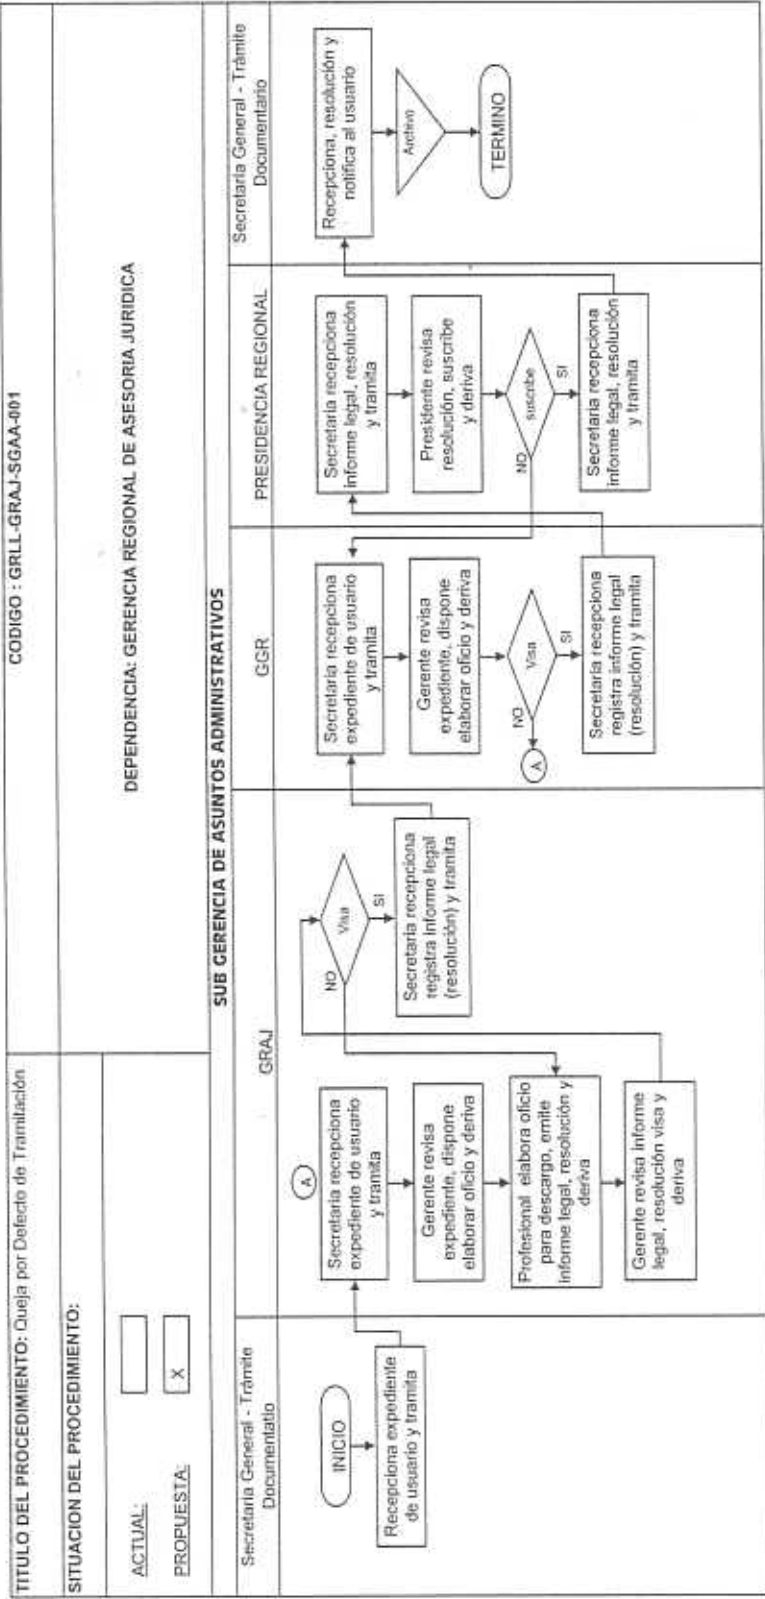 TITULO DEL PROCEDIMIENTO: Queja por Defecto de Tramitación
CODIGO : GRLL-GRAJ-SGAA-001
SITUACION DEL PROCEDIMIENTO:
ACTUAL:
PROPUESTA:
X
DEPENDENCIA: GERENCIA REGIONAL DE ASESORIA JURIDICA
SUB GERENCIA DE ASUNTOS ADMINISTRATIVOS
Secretaria General - Trámite
Documentatio
INICIO
Recepciona expediente
de usuario y tramita
GRAJ
A
Secretaria recepciona
expediente de usuario
y tramita
Gerente revisa
expediente, dispone
elaborar oficio y deriva
Profesional elabora oficio
para descargo, emite
informe legal, resolución y
deriva
Gerente revisa informe
legal, resolución visa y
deriva
Visa
NO
SI
Secretaria recepciona
registra informe legal
(resolución) y tramita
GGR
Secretaria recepciona
expediente de usuario
y tramita
Gerente revisa
expediente, dispone
elaborar oficio y deriva
Visa
NO
SI
A
Secretaria recepciona
registra informe legal
(resolución) y tramita
PRESIDENCIA REGIONAL
Secretaria recepciona
informe legal, resolución
y tramita
Presidente revisa
resolución, suscribe
y deriva
suscribe
NO
SI
Secretaria recepciona
informe legal, resolución
y tramita
Secretaria General - Trámite
Documentario
Recepciona, resolución y
notifica al usuario
Archivo
TERMINO